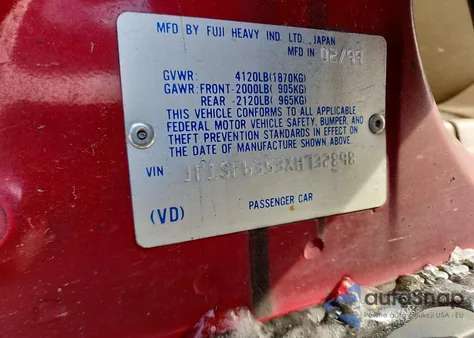 MFD BY FUJI HEAVY IND. LTD., JAPAN
MFD IN 02/99
GVWR: 4120LB(1870KG)
GAWR: FRONT-2000LB( 905KG)
REAR -2120LB( 965KG)
THIS VEHICLE CONFORMS TO ALL APPLICABLE
FEDERAL MOTOR VEHICLE SAFETY, BUMPER, AND
THEFT PREVENTION STANDARDS IN EFFECT ON
THE DATE OF MANUFACTURE SHOWN ABOVE.
VIN
(VD) PASSENGER CAR
autoSnap